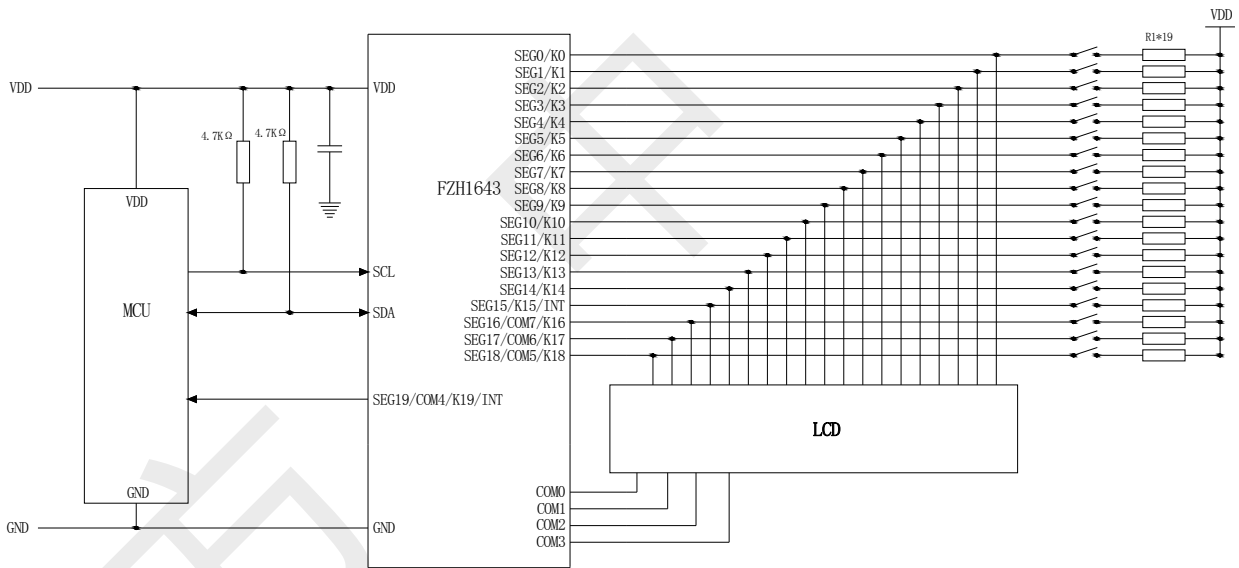 VDD
R1*19
SEG0/K0
SEG1/K1
SEG2/K2
SEG3/K3
SEG4/K4
SEG5/K5
SEG6/K6
SEG7/K7
SEG8/K8
SEG9/K9
SEG10/K10
SEG11/K11
SEG12/K12
SEG13/K13
SEG14/K14
SEG15/K15/INT
SEG16/COM7/K16
SEG17/COM6/K17
SEG18/COM5/K18
VDD
VDD
4.7KΩ
4.7KΩ
FZH1643
VDD
MCU
GND
SCL
SDA
SEG19/COM4/K19/INT
LCD
COM0
COM1
COM2
COM3
GND
GND